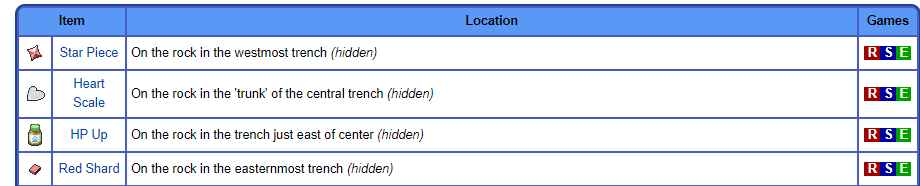 Item Location Games
Star Piece On the rock in the westmost trench (hidden) R S E
Heart Scale On the rock in the 'trunk' of the central trench (hidden) R S E
HP Up On the rock in the trench just east of center (hidden) R S E
Red Shard On the rock in the easternmost trench (hidden) R S E